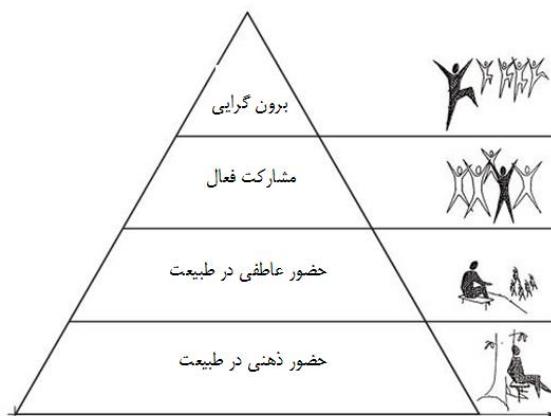 برون گرایی
مشارکت فعال
حضور عاطفی در طبیعت
حضور ذهنی در طبیعت